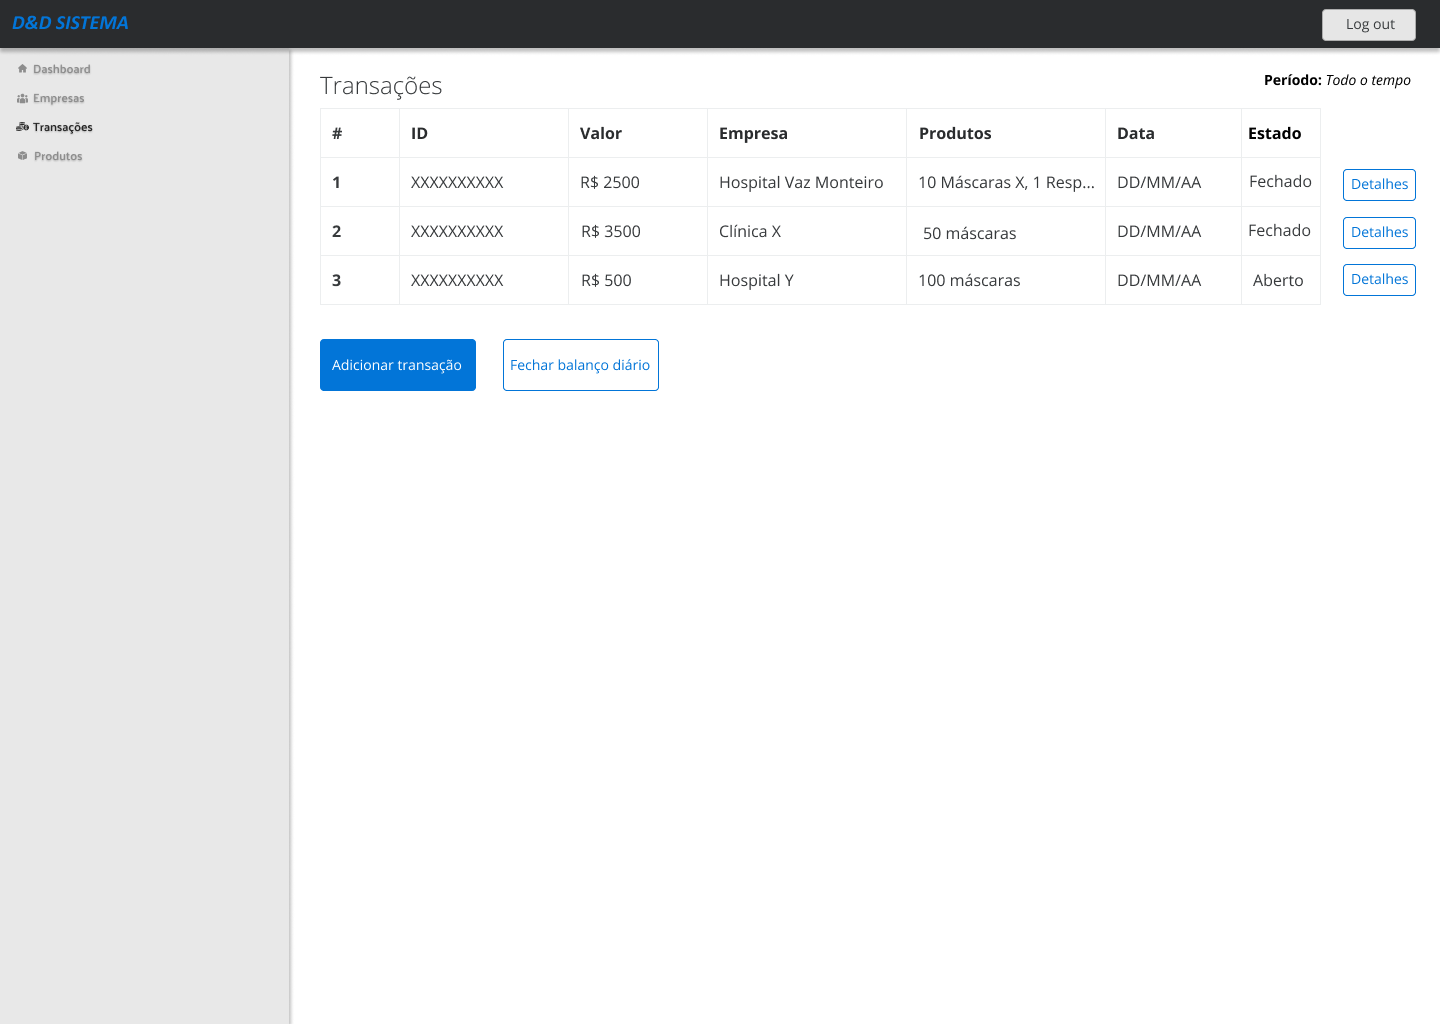 D&D SISTEMA
Log out
Dashboard
Empresas
Transações
Produtos
Transações
Período: Todo o tempo
# ID Valor Empresa Produtos Data Estado
1 XXXXXXXXXX R$ 2500 Hospital Vaz Monteiro 10 Máscaras X, 1 Resp... DD/MM/AA Fechado Detalhes
2 XXXXXXXXXX R$ 3500 Clínica X 50 máscaras DD/MM/AA Fechado Detalhes
3 XXXXXXXXXX R$ 500 Hospital Y 100 máscaras DD/MM/AA Aberto Detalhes
Adicionar transação
Fechar balanço diário